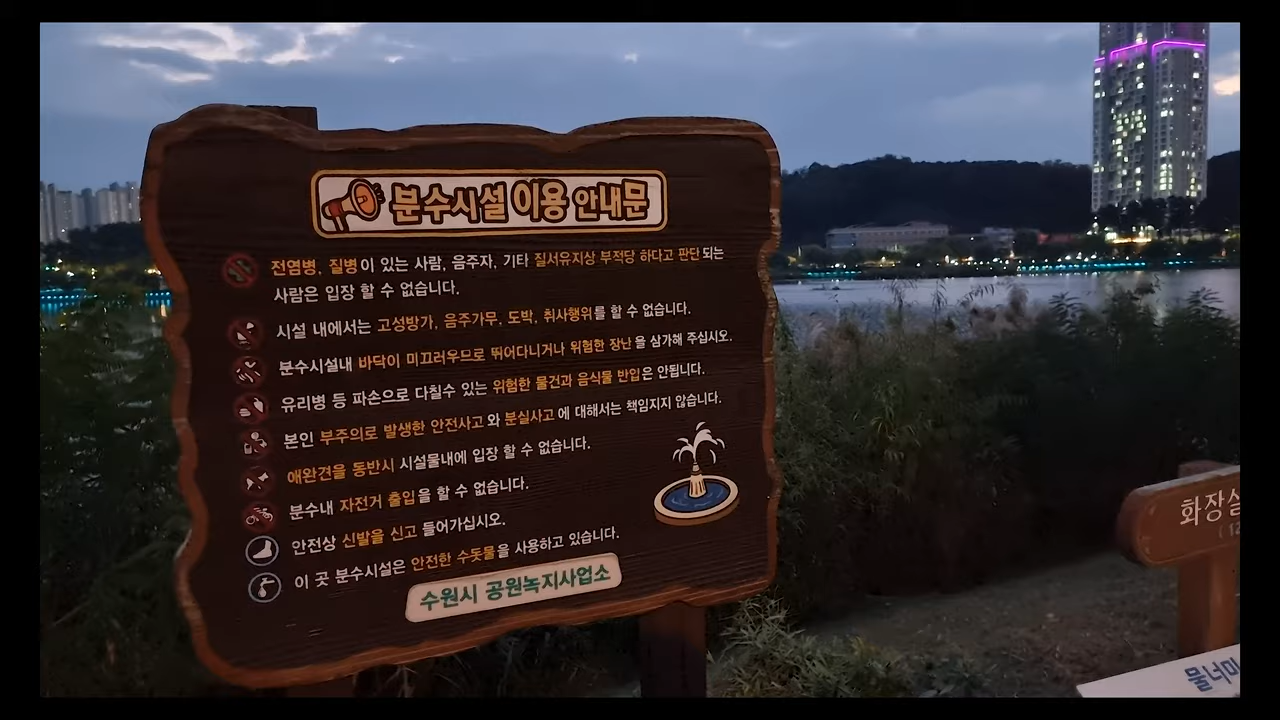 분수시설 이용 안내문
전염병, 질병이 있는 사람, 음주자, 기타 질서유지상 부적당 하다고 판단 되는
사람은 입장 할 수 없습니다.
시설 내에서는 고성방가, 음주가무, 도박, 취사행위를 할 수 없습니다.
분수시설내 바닥이 미끄러우므로 뛰어다니거나 위험한 장난을 삼가해 주십시오.
유리병 등 파손으로 다칠수 있는 위험한 물건과 음식물 반입은 안됩니다.
본인 부주의로 발생한 안전사고와 분실사고에 대해서는 책임지지 않습니다.
애완견을 동반시 시설물내에 입장 할 수 없습니다.
분수내 자전거 출입을 할 수 없습니다.
안전상 신발을 신고 들어가십시오.
이 곳 분수시설은 안전한 수돗물을 사용하고 있습니다.
수원시 공원녹지사업소
화장실